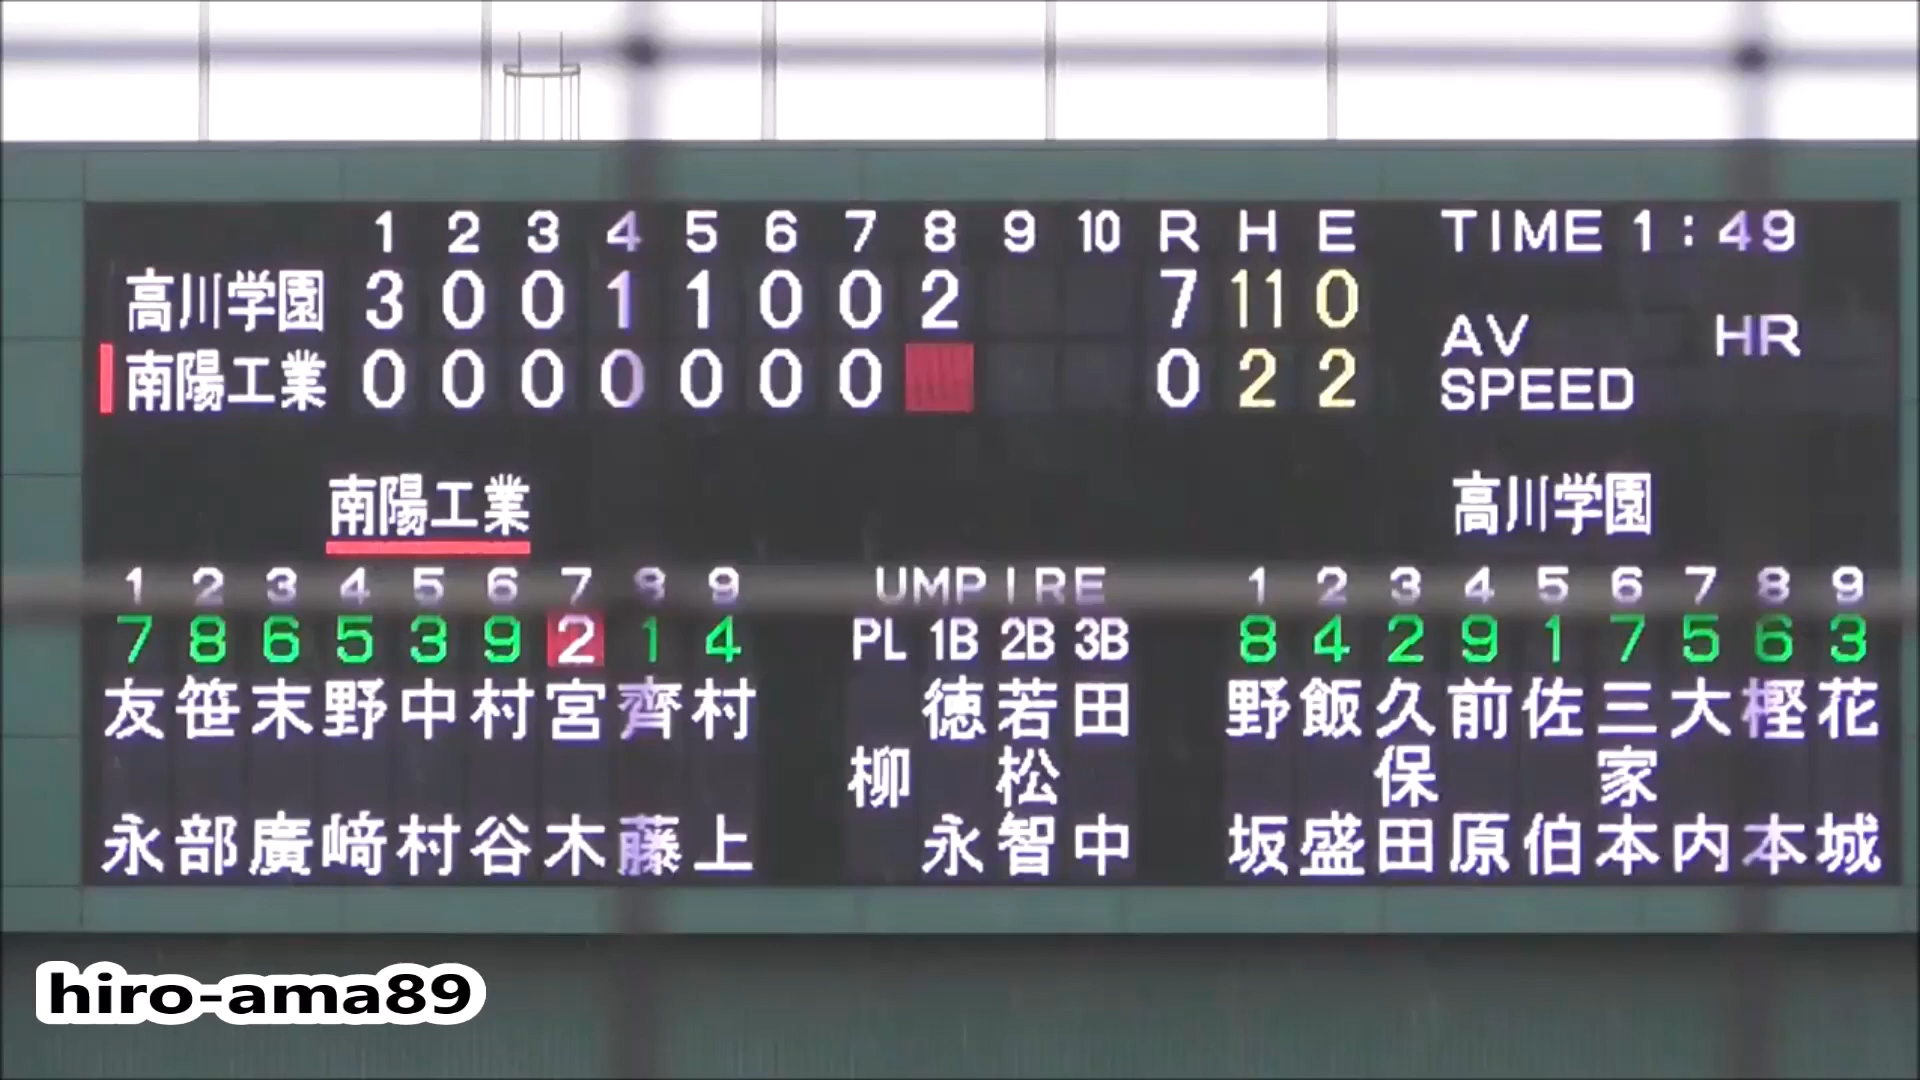 1 2 3 4 5 6 7 8 9 10 R H E TIME 1:49
高川学園 3 0 0 1 1 0 0 2 7 11 0
南陽工業 0 0 0 0 0 0 0 0 2 2
AV HR
SPEED
南陽工業
1 2 3 4 5 6 7 8 9
7 8 6 5 3 9 2 1 4
友永 笹部 末廣 野﨑 中村 村谷 宮木 齊藤 村上
UMPIRE
PL 1B 2B 3B
柳 徳永 若松智 田中
高川学園
1 2 3 4 5 6 7 8 9
8 4 2 9 1 7 5 6 3
野坂 飯盛 久保田 前原 佐伯 三家本 大内 樫本 花城
hiro-ama89